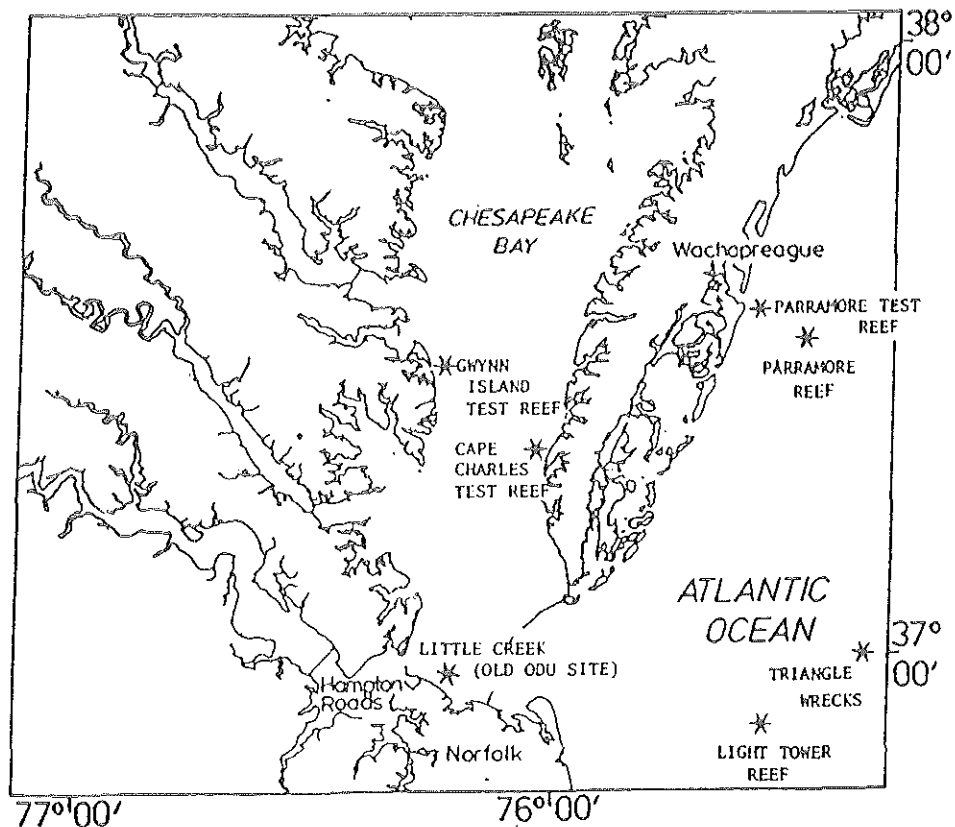 38°
00′
CHESAPEAKE
BAY
Wachapreague
PARRAMORE TEST
REEF
PARRAMORE
REEF
GWYNN
ISLAND
TEST REEF
CAPE
CHARLES
TEST REEF
ATLANTIC
OCEAN
37°
00′
LITTLE CREEK
(OLD ODU SITE)
TRIANGLE
WRECKS
Hampton
Roads
Norfolk
LIGHT TOWER
REEF
77°00′
76°00′